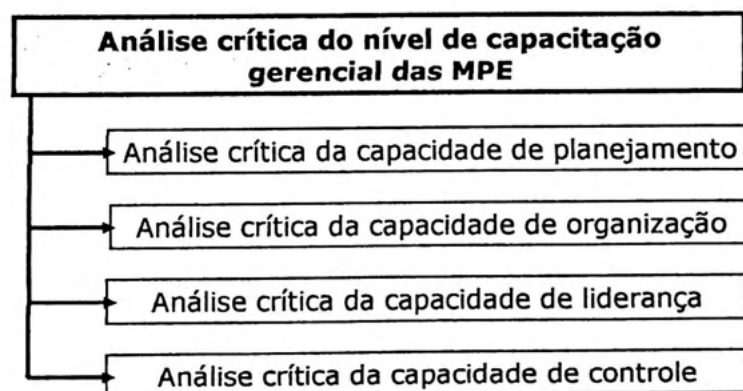 Análise crítica do nível de capacitação
gerencial das MPE
Análise crítica da capacidade de planejamento
Análise crítica da capacidade de organização
Análise crítica da capacidade de liderança
Análise crítica da capacidade de controle